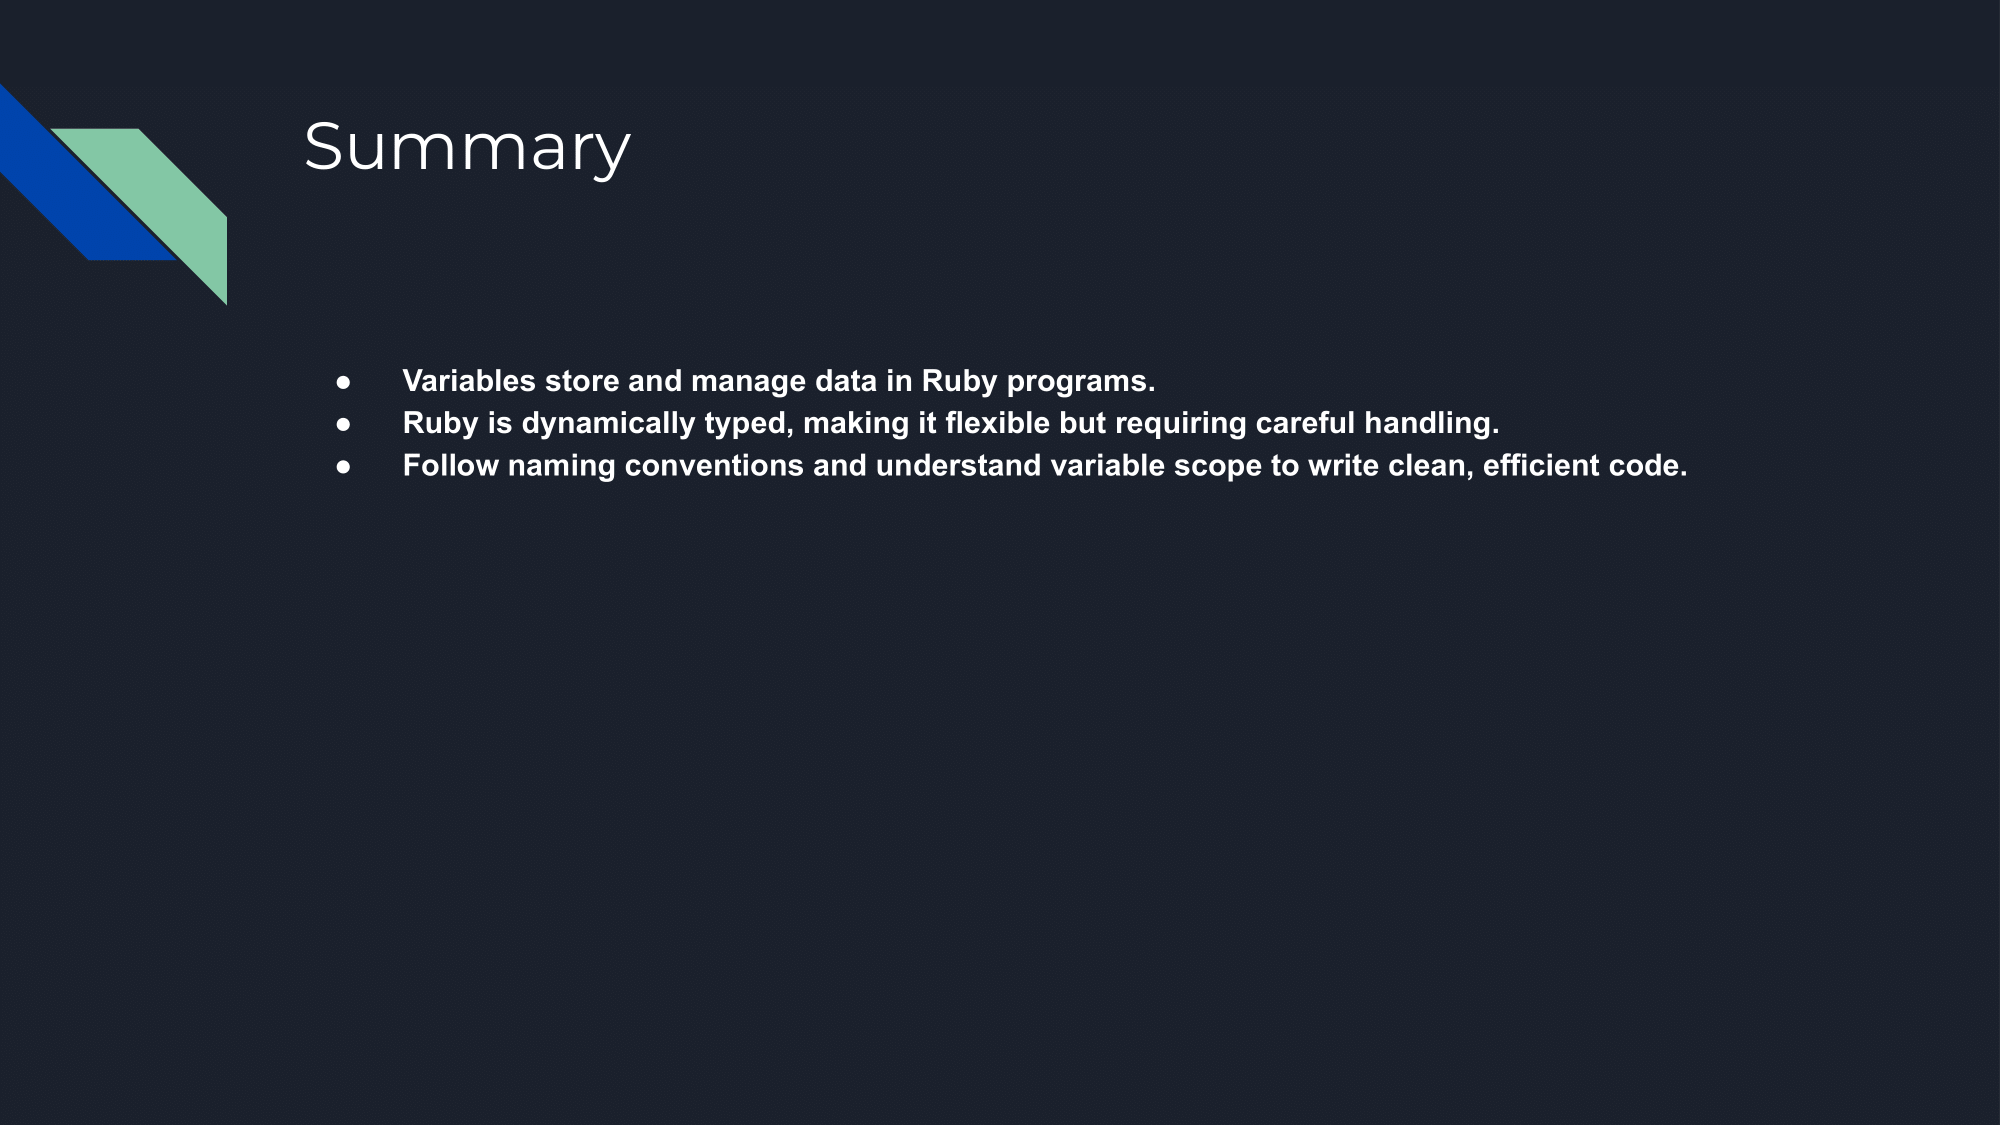 Summary
● Variables store and manage data in Ruby programs.
● Ruby is dynamically typed, making it flexible but requiring careful handling.
● Follow naming conventions and understand variable scope to write clean, efficient code.